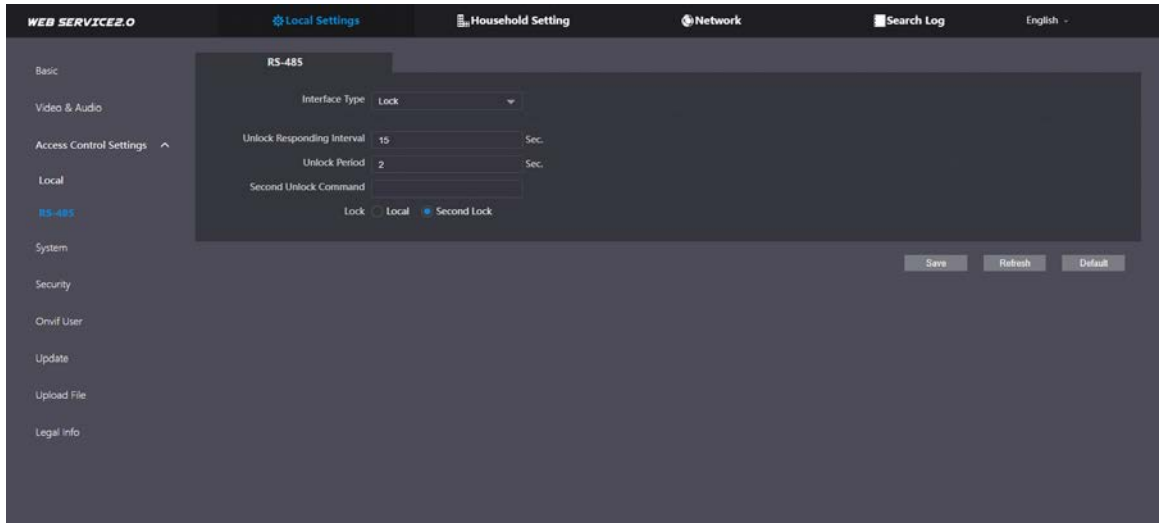 WEB SERVICE2.0 Local Settings Household Setting Network Search Log English
Basic
Video & Audio
Access Control Settings
Local
RS-485
System
Security
Onvif User
Update
Upload File
Legal Info
RS-485
Interface Type Lock
Unlock Responding Interval 15 Sec.
Unlock Period 2 Sec.
Second Unlock Command
Lock Local Second Lock
Save Refresh Default